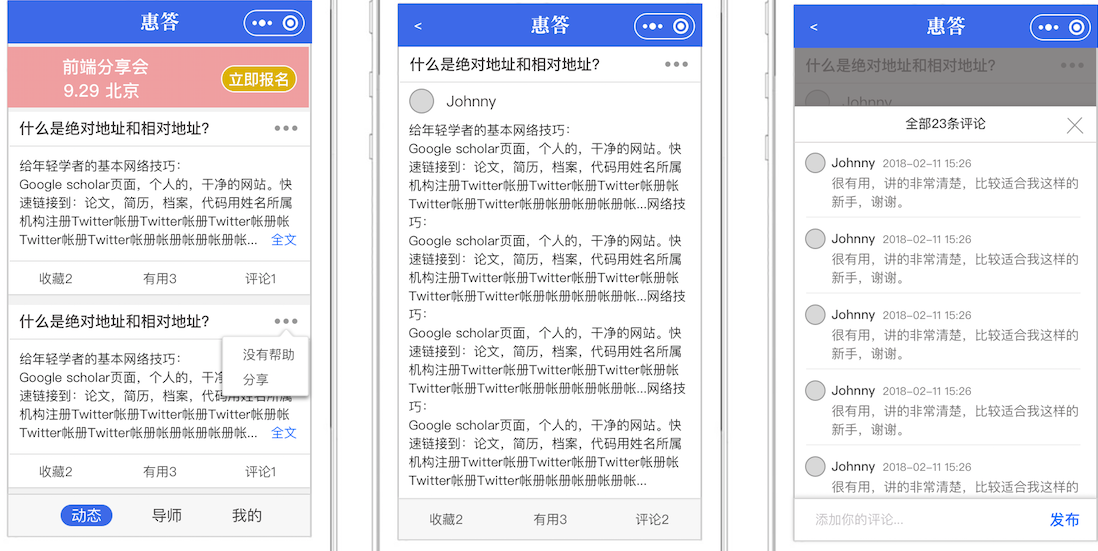 惠答
前端分享会
9.29 北京
立即报名
什么是绝对地址和相对地址?
给年轻学者的基本网络技巧：
Google scholar页面，个人的，干净的网站。快
速链接到：论文，简历，档案，代码用姓名所属
机构注册Twitter帐册Twitter帐册Twitter帐册帐
Twitter帐册Twitter帐册帐册帐册帐册帐... 全文
收藏2 有用3 评论1
什么是绝对地址和相对地址?
没有帮助
分享
给年轻学者的基本网络技巧：
Google scholar页面，个人的，干
速链接到：论文，简历，档案，代码用姓名所属
机构注册Twitter帐册Twitter帐册Twitter帐册帐
Twitter帐册Twitter帐册帐册帐册帐册帐... 全文
收藏2 有用3 评论1
动态 导师 我的
< 惠答
什么是绝对地址和相对地址?
Johnny
给年轻学者的基本网络技巧：
Google scholar页面，个人的，干净的网站。快
速链接到：论文，简历，档案，代码用姓名所属
机构注册Twitter帐册Twitter帐册Twitter帐册帐
Twitter帐册Twitter帐册帐册帐册帐册帐...网络技
巧：
Google scholar页面，个人的，干净的网站。快
速链接到：论文，简历，档案，代码用姓名所属
机构注册Twitter帐册Twitter帐册Twitter帐册帐
Twitter帐册Twitter帐册帐册帐册帐册帐...网络技
巧：
Google scholar页面，个人的，干净的网站。快
速链接到：论文，简历，档案，代码用姓名所属
机构注册Twitter帐册Twitter帐册Twitter帐册帐
Twitter帐册Twitter帐册帐册帐册帐册帐...网络技
巧：
Google scholar页面，个人的，干净的网站。快
速链接到：论文，简历，档案，代码用姓名所属
机构注册Twitter帐册Twitter帐册Twitter帐册帐
Twitter帐册Twitter帐册帐册帐册帐册帐...
收藏2 有用3 评论2
< 惠答
什么是绝对地址和相对地址?
Johnny
全部23条评论
Johnny 2018-02-11 15:26
很有用，讲的非常清楚，比较适合我这样的
新手，谢谢。
Johnny 2018-02-11 15:26
很有用，讲的非常清楚，比较适合我这样的
新手，谢谢。
Johnny 2018-02-11 15:26
很有用，讲的非常清楚，比较适合我这样的
新手，谢谢。
Johnny 2018-02-11 15:26
很有用，讲的非常清楚，比较适合我这样的
新手，谢谢。
Johnny 2018-02-11 15:26
很有用，讲的非常清楚，比较适合我这样的
添加你的评论... 发布